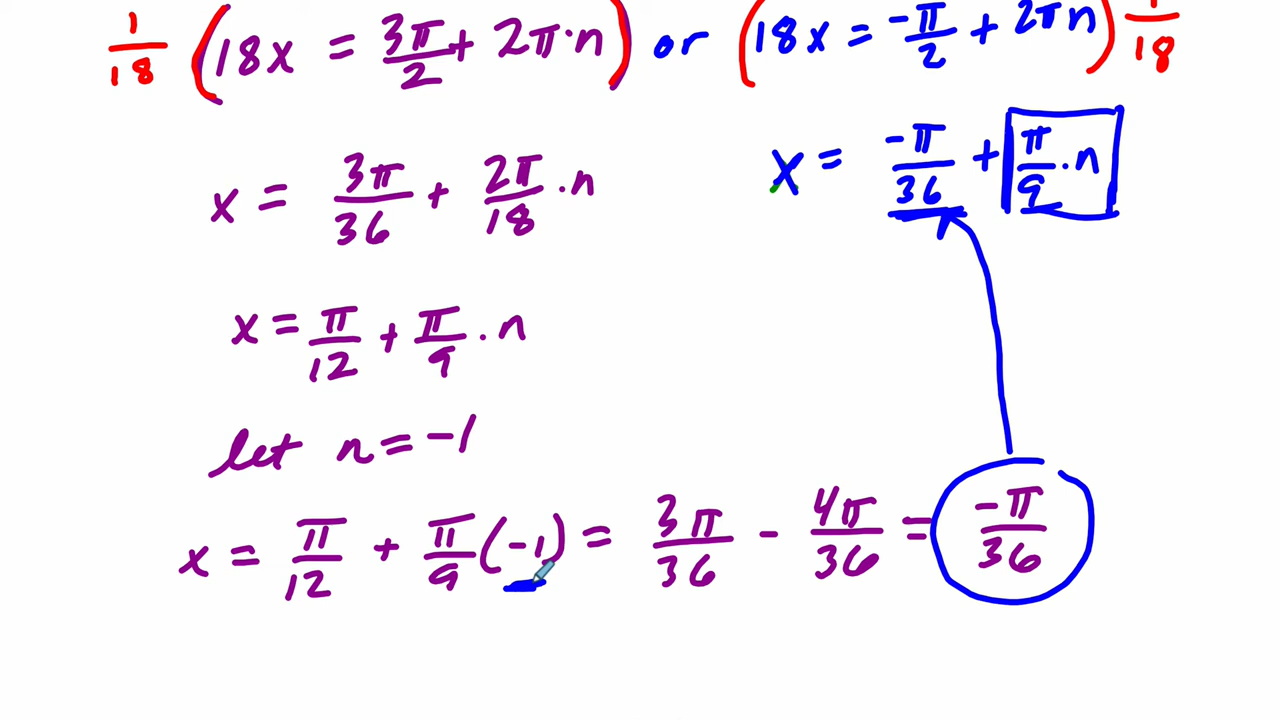 1/18 (18x = 3π/2 + 2π·n) or (18x = -π/2 + 2πn) 1/18
x = 3π/36 + 2π/18 · n
x = -π/36 + π/9 · n
x = π/12 + π/9 · n
let n = -1
x = π/12 + π/9 (-1) = 3π/36 - 4π/36 = -π/36